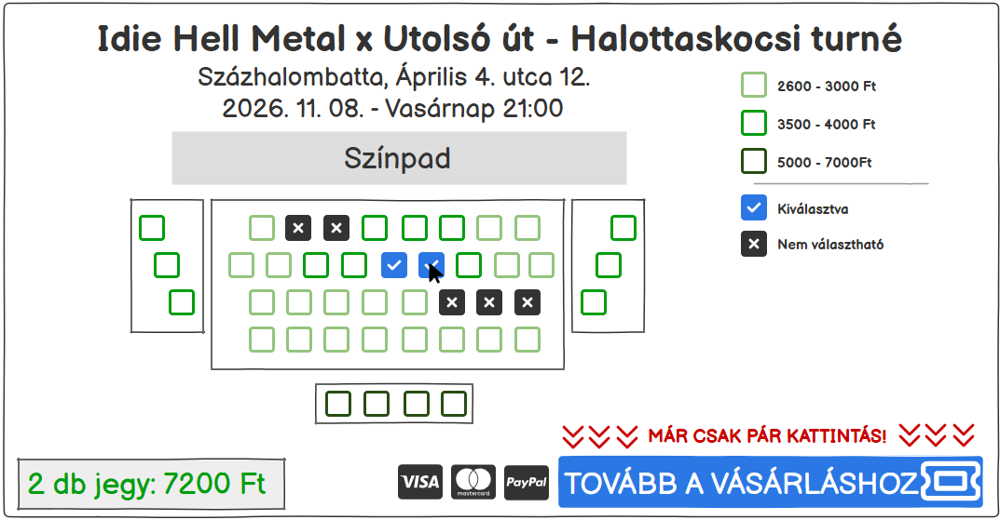 Idie Hell Metal x Utolsó út - Halottaskocsi turné
Százhalombatta, Április 4. utca 12.
2026. 11. 08. - Vasárnap 21:00
Színpad
2600 - 3000 Ft
3500 - 4000 Ft
5000 - 7000Ft
Kiválasztva
Nem választható
MÁR CSAK PÁR KATTINTÁS!
2 db jegy: 7200 Ft
VISA
mastercard
PayPal
TOVÁBB A VÁSÁRLÁSHOZ